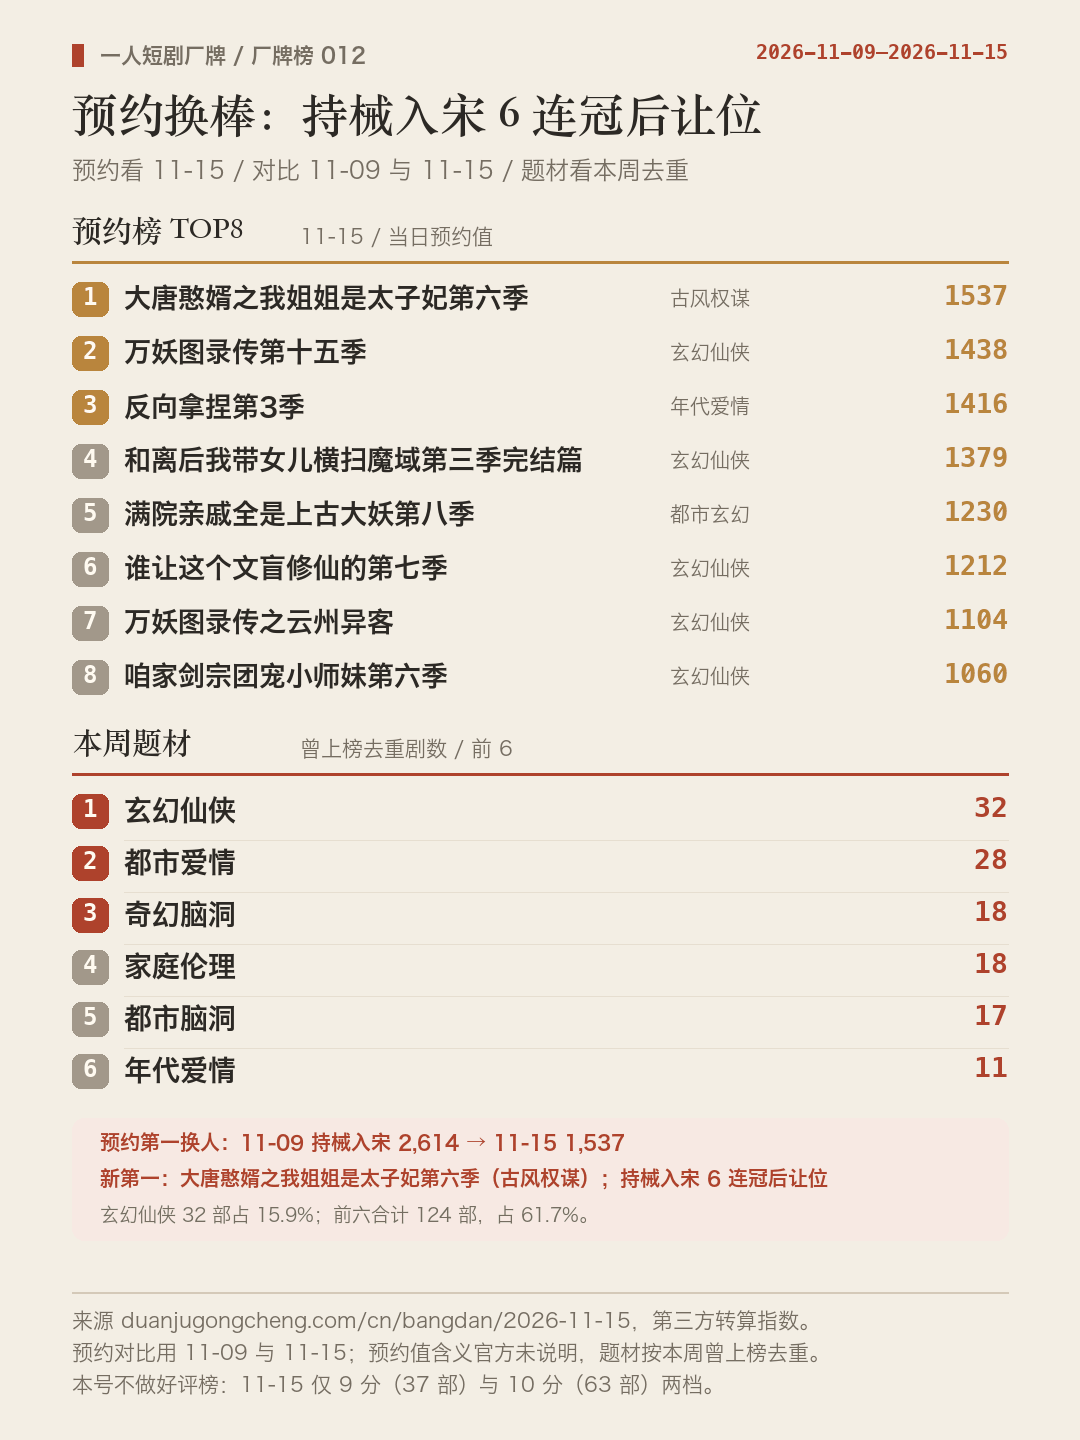 一人短剧厂牌 / 厂牌榜 012
2026-11-09—2026-11-15
预约换棒：持械入宋 6 连冠后让位
预约看 11-15 / 对比 11-09 与 11-15 / 题材看本周去重
预约榜 TOP8 11-15 / 当日预约值
1 大唐憨婿之我姐姐是太子妃第六季 古风权谋 1537
2 万妖图录传第十五季 玄幻仙侠 1438
3 反向拿捏第3季 年代爱情 1416
4 和离后我带女儿横扫魔域第三季完结篇 玄幻仙侠 1379
5 满院亲戚全是上古大妖第八季 都市玄幻 1230
6 谁让这个文盲修仙的第七季 玄幻仙侠 1212
7 万妖图录传之云州异客 玄幻仙侠 1104
8 咱家剑宗团宠小师妹第六季 玄幻仙侠 1060
本周题材 曾上榜去重剧数 / 前 6
1 玄幻仙侠 32
2 都市爱情 28
3 奇幻脑洞 18
4 家庭伦理 18
5 都市脑洞 17
6 年代爱情 11
预约第一换人：11-09 持械入宋 2,614 → 11-15 1,537
新第一：大唐憨婿之我姐姐是太子妃第六季（古风权谋）；持械入宋 6 连冠后让位
玄幻仙侠 32 部占 15.9%；前六合计 124 部，占 61.7%。
来源 duanjugongcheng.com/cn/bangdan/2026-11-15，第三方转算指数。
预约对比用 11-09 与 11-15；预约值含义官方未说明，题材按本周曾上榜去重。
本号不做好评榜：11-15 仅 9 分（37 部）与 10 分（63 部）两档。